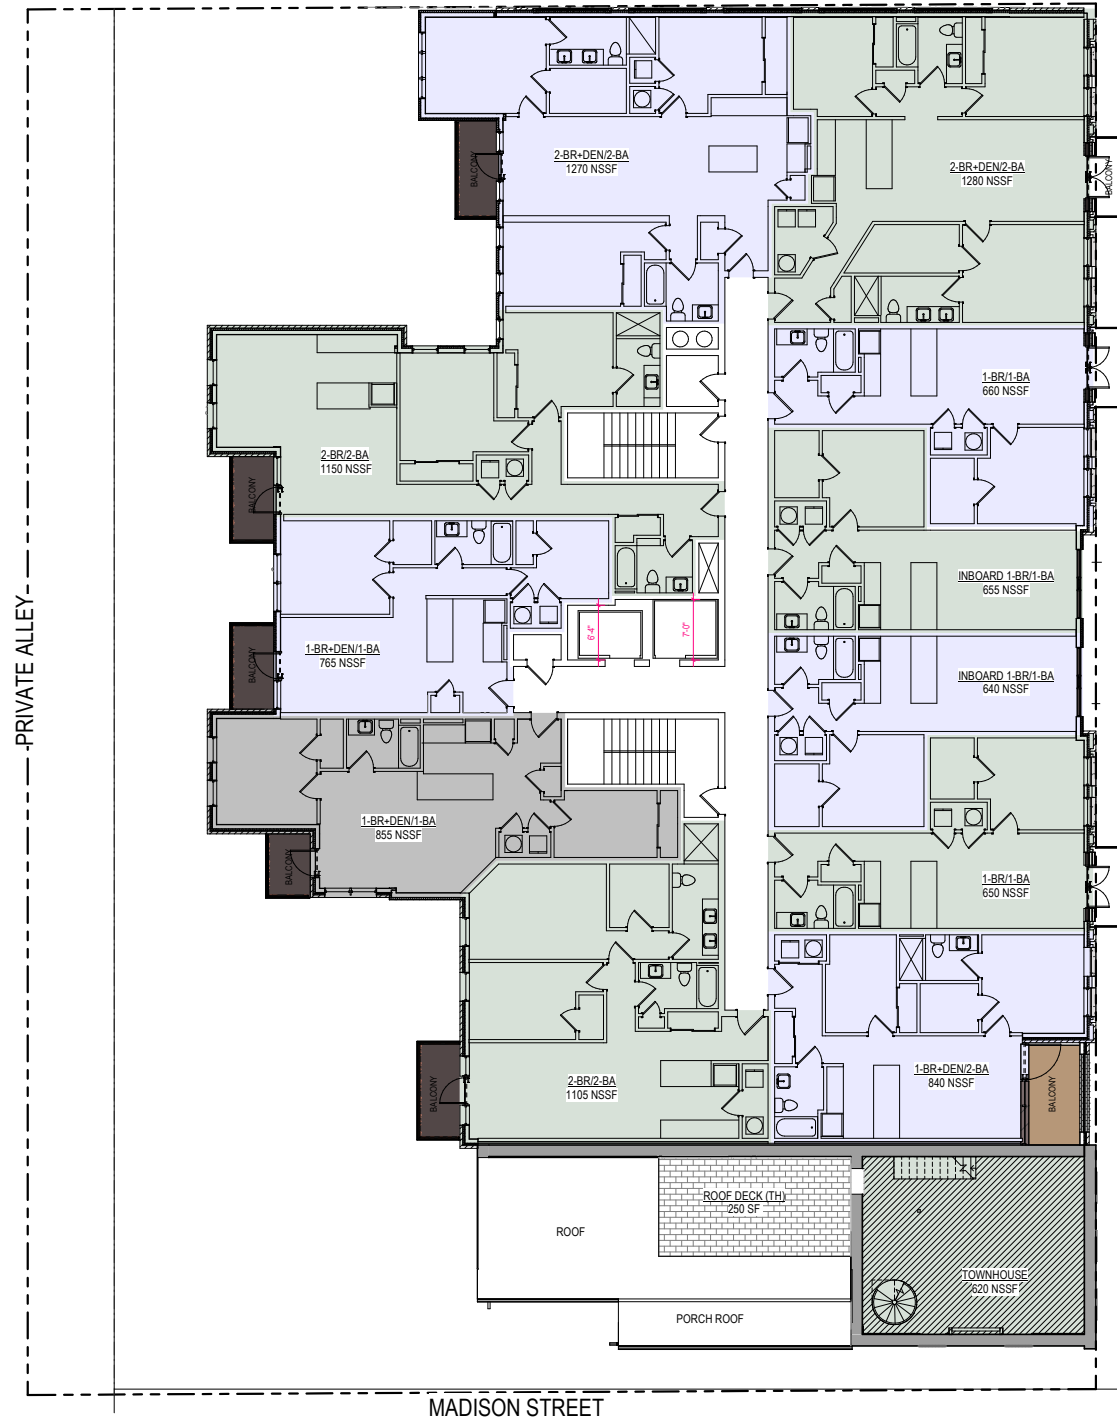 2-BR+DEN/2-BA
1270 NSSF
BALCONY
2-BR+DEN/2-BA
1280 NSSF
BALCONY
1-BR/1-BA
660 NSSF
2-BR/2-BA
1150 NSSF
BALCONY
INBOARD 1-BR/1-BA
655 NSSF
6'-4"
7'-0"
1-BR+DEN/1-BA
765 NSSF
BALCONY
INBOARD 1-BR/1-BA
640 NSSF
PRIVATE ALLEY
1-BR+DEN/1-BA
855 NSSF
BALCONY
1-BR/1-BA
650 NSSF
2-BR/2-BA
1105 NSSF
BALCONY
1-BR+DEN/2-BA
840 NSSF
BALCONY
ROOF DECK (TH)
250 SF
ROOF
TOWNHOUSE
620 NSSF
PORCH ROOF
MADISON STREET